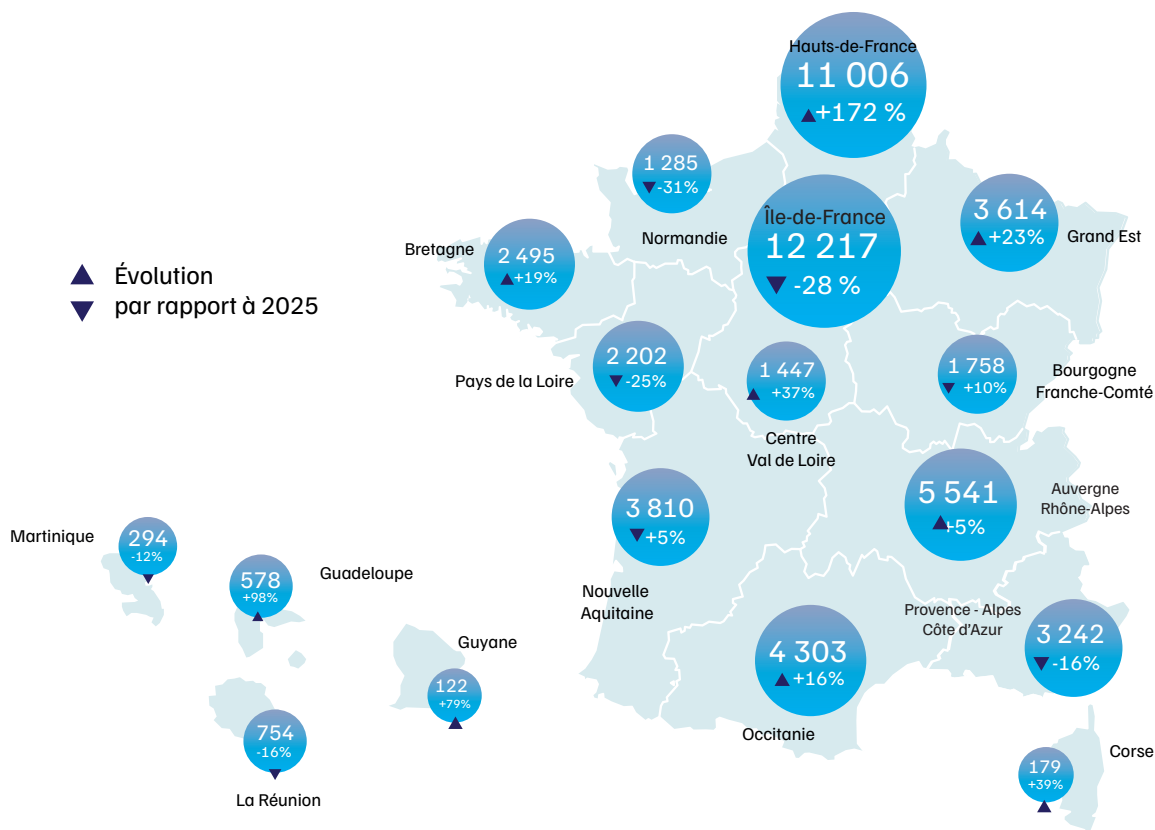 Hauts-de-France
11 006
▲+172 %
1 285
▼-31%
Normandie
Île-de-France
12 217
▼ -28 %
3 614
▲+23%
Grand Est
Bretagne
2 495
▲+19%
▲ Évolution
▼ par rapport à 2025
2 202
▼ -25%
Pays de la Loire
1 447
▲ +37%
Centre
Val de Loire
1 758
▼ +10%
Bourgogne
Franche-Comté
3 810
▼+5%
Nouvelle
Aquitaine
5 541
▲+5%
Auvergne
Rhône-Alpes
Martinique
294
-12%
▼
578
+98%
▲
Guadeloupe
Guyane
122
+79%
▲
754
-16%
▼
La Réunion
4 303
▲ +16%
Occitanie
Provence - Alpes
Côte d'Azur
3 242
▼-16%
179
+39%
▲
Corse